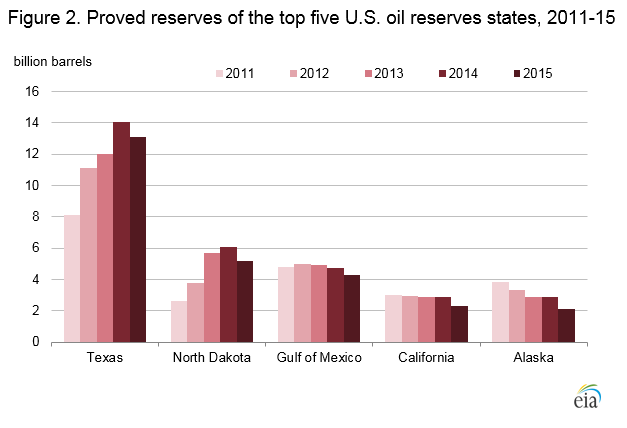 Figure 2. Proved reserves of the top five U.S. oil reserves states, 2011-15
billion barrels
2011 2012 2013 2014 2015
16
14
12
10
8
6
4
2
0
Texas North Dakota Gulf of Mexico California Alaska
eia